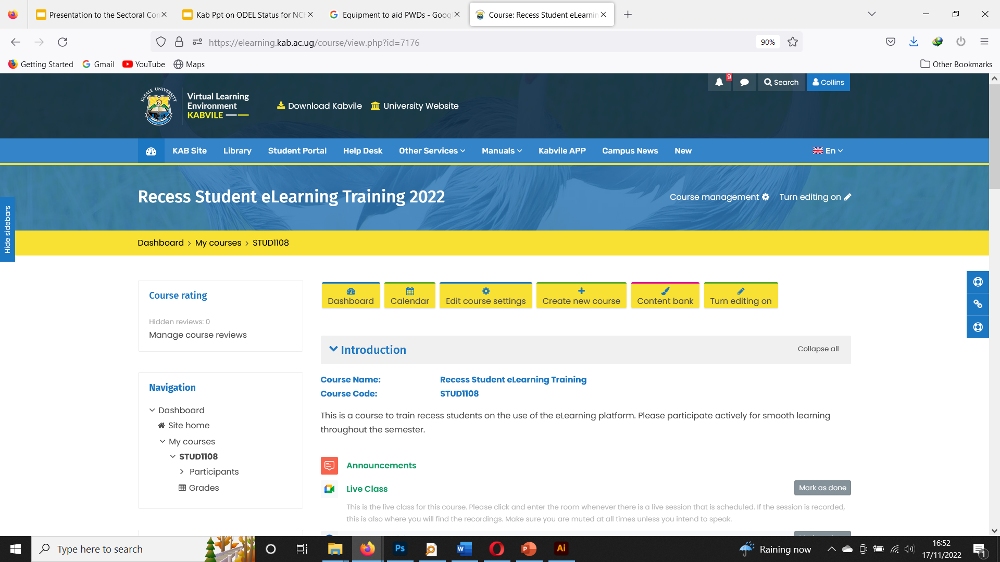 Presentation to the Sectoral Con
Kab Ppt on ODEL Status for NCH
Equipment to aid PWDs - Goog
Course: Recess Student eLearnin
https://elearning.kab.ac.ug/course/view.php?id=7176
90%
Getting Started
Gmail
YouTube
Maps
Other Bookmarks
KABALE UNIVERSITY
Virtual Learning
Environment
KABVILE
Download Kabvile
University Website
9
Search
Collins
KAB Site
Library
Student Portal
Help Desk
Other Services
Manuals
Kabvile APP
Campus News
New
En
Recess Student eLearning Training 2022
Course management
Turn editing on
Hide sidebars
Dashboard > My courses > STUD1108
Course rating
Hidden reviews: 0
Manage course reviews
Navigation
Dashboard
Site home
My courses
STUD1108
Participants
Grades
Dashboard
Calendar
Edit course settings
Create new course
Content bank
Turn editing on
Introduction
Collapse all
Course Name: Recess Student eLearning Training
Course Code: STUD1108
This is a course to train recess students on the use of the eLearning platform. Please participate actively for smooth learning
throughout the semester.
Announcements
Live Class
Mark as done
This is the live class for this course. Please click and enter the room whenever there is a live session that is scheduled. If the session is recorded,
this is also where you will find the recordings. Make sure you are muted at all times unless you intend to speak.
Type here to search
Ps
W
P
Ai
Raining now
16:52
17/11/2022
1